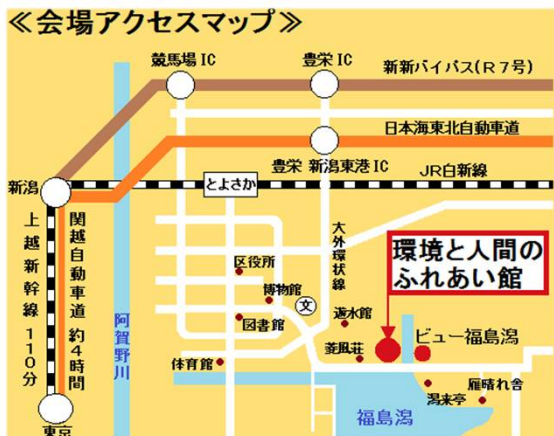 ≪会場アクセスマップ≫
競馬場 IC
豊栄 IC
新新バイパス(R7号)
日本海東北自動車道
豊栄 新潟東港 IC
JR白新線
新潟
とよさか
上越新幹線 110分
関越自動車道 約4時間
阿賀野川
大外環状線
区役所
博物館
文
図書館
体育館
遊水館
菱風荘
環境と人間の
ふれあい館
ビュー福島潟
潟来亭
雁晴れ舎
福島潟
東京